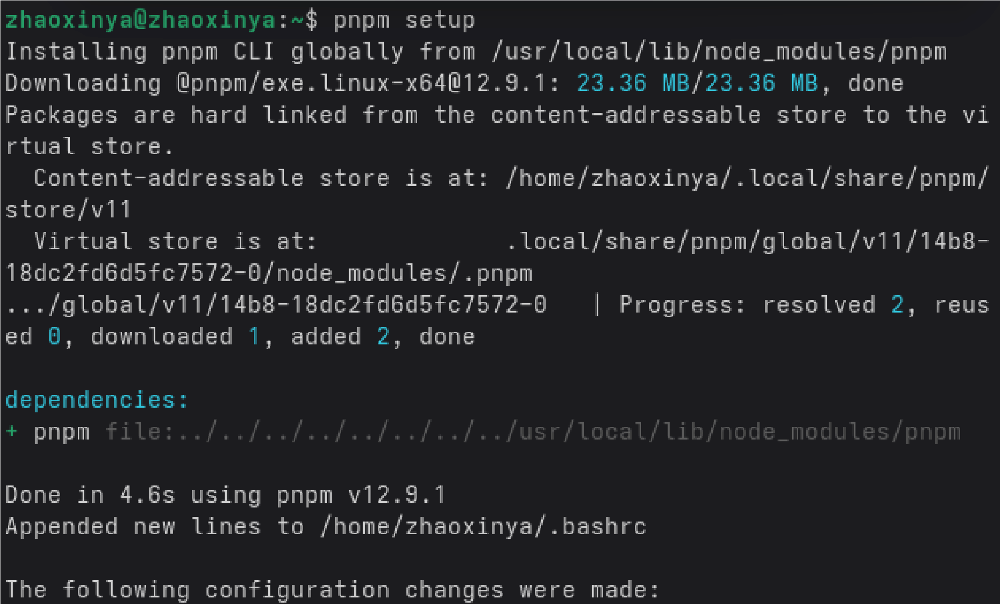 zhaoxinya@zhaoxinya:~$ pnpm setup
Installing pnpm CLI globally from /usr/local/lib/node_modules/pnpm
Downloading @pnpm/exe.linux-x64@12.9.1: 23.36 MB/23.36 MB, done
Packages are hard linked from the content-addressable store to the vi
rtual store.
  Content-addressable store is at: /home/zhaoxinya/.local/share/pnpm/
store/v11
  Virtual store is at:             .local/share/pnpm/global/v11/14b8-
18dc2fd6d5fc7572-0/node_modules/.pnpm
.../global/v11/14b8-18dc2fd6d5fc7572-0   | Progress: resolved 2, reus
ed 0, downloaded 1, added 2, done

dependencies:
+ pnpm file:../../../../../../../../usr/local/lib/node_modules/pnpm

Done in 4.6s using pnpm v12.9.1
Appended new lines to /home/zhaoxinya/.bashrc

The following configuration changes were made: